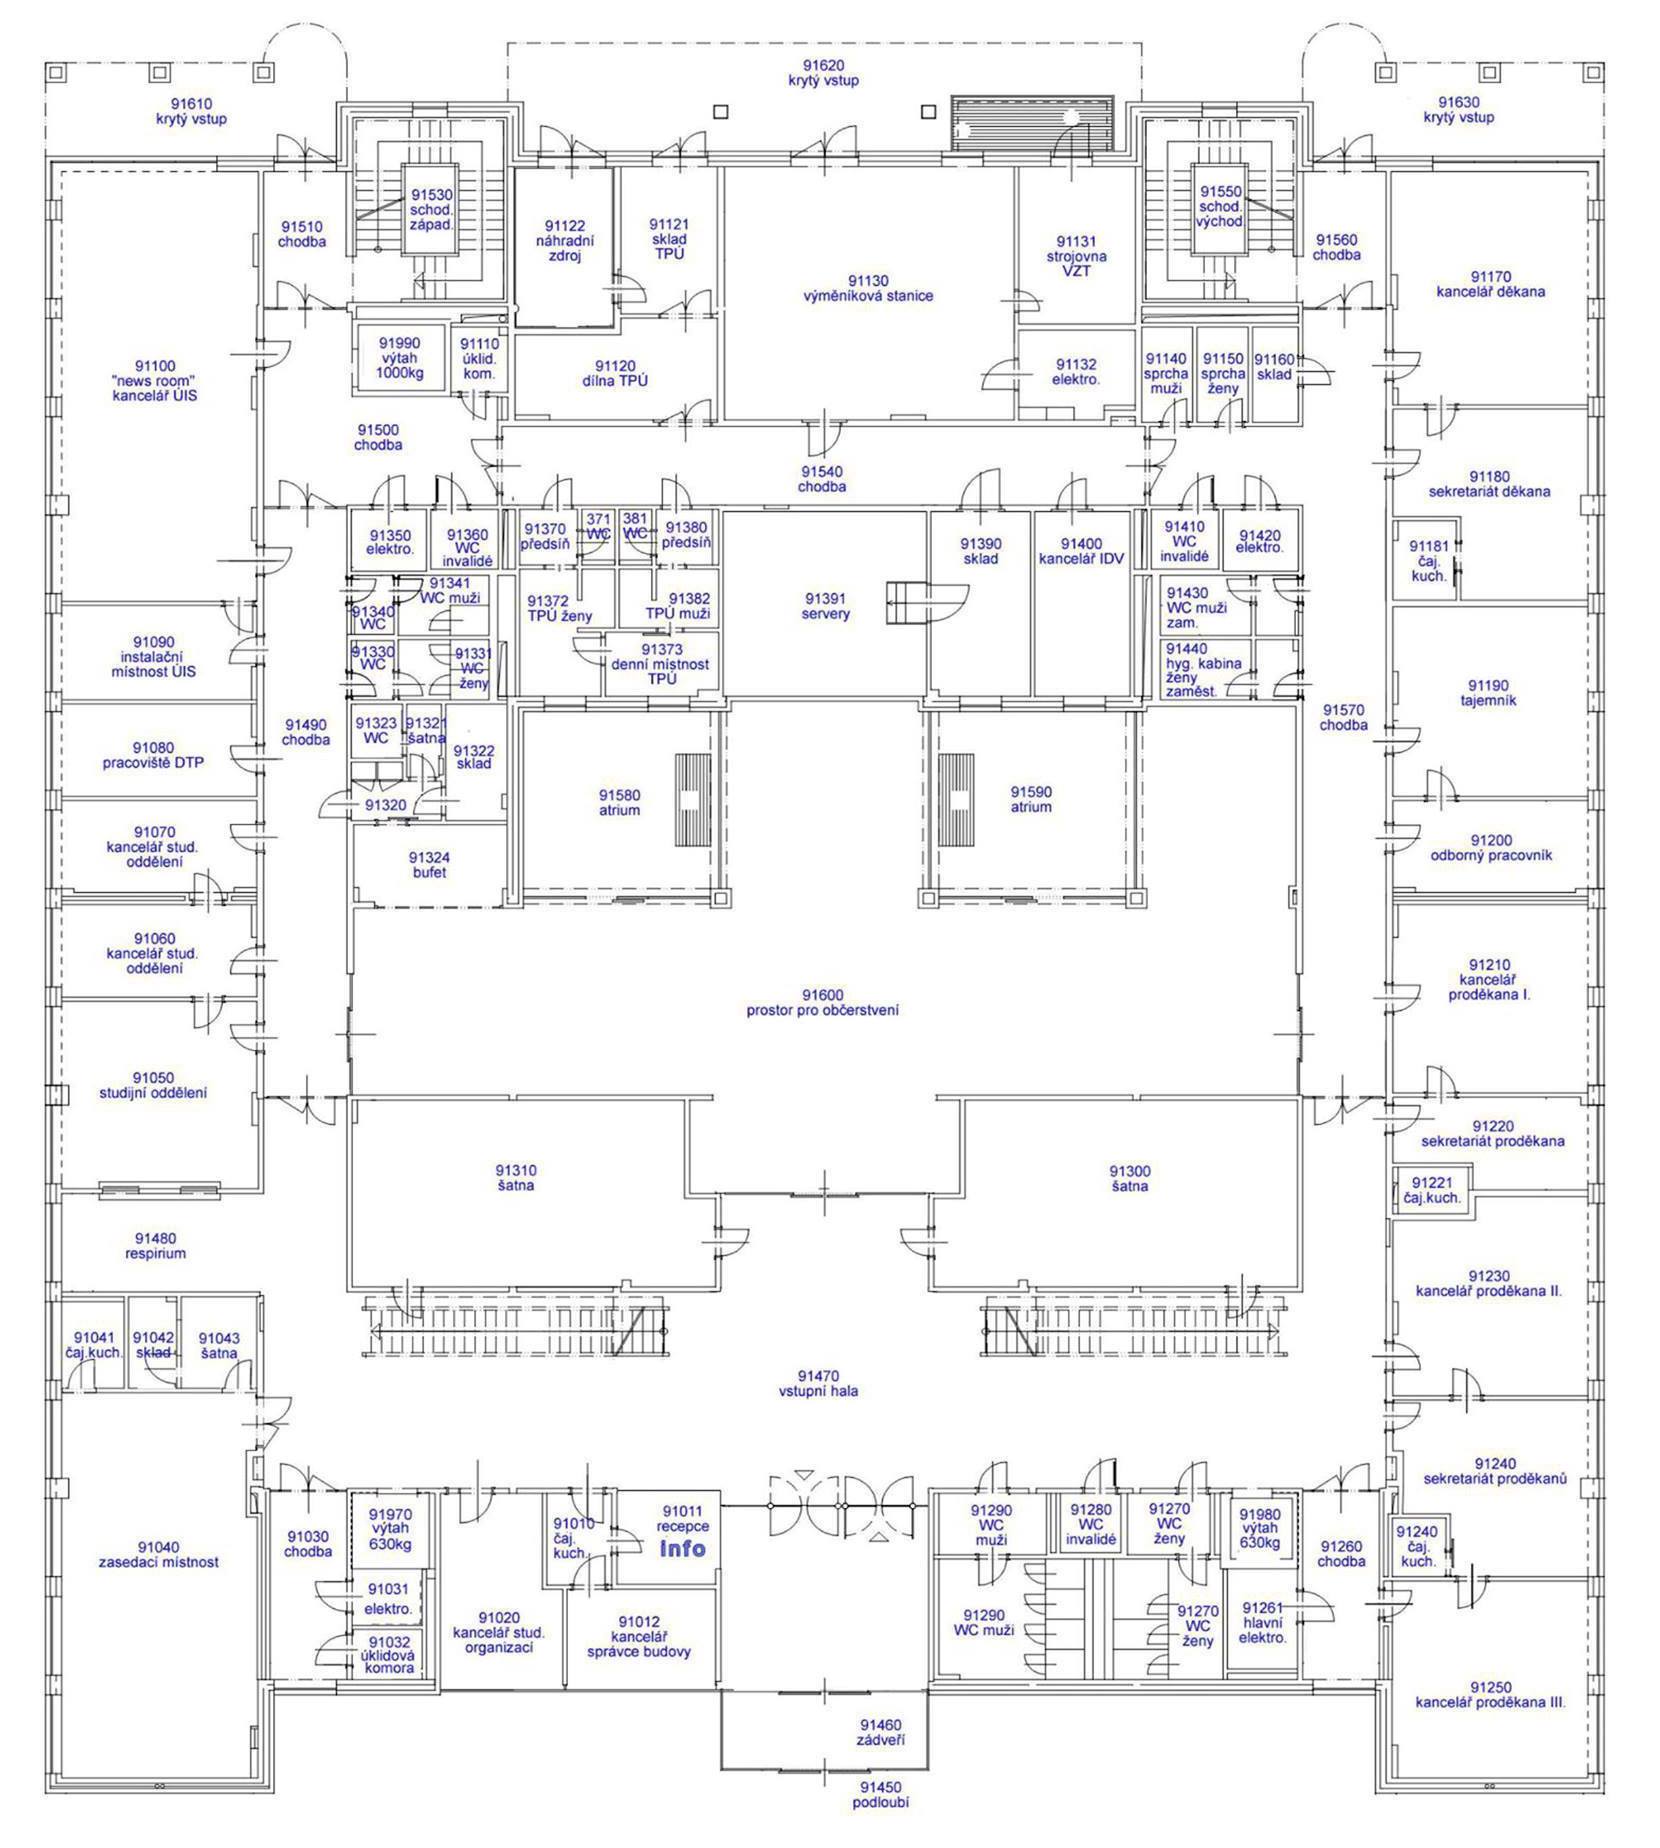 91620
krytý vstup
91610
krytý vstup
91630
krytý vstup
91530
schod.
západ.
91550
schod.
východ.
91510
chodba
91122
náhradní
zdroj
91121
sklad
TPÚ
91131
strojovna
VZT
91560
chodba
91130
výměníková stanice
91170
kancelář děkana
91100
"news room"
kancelář ÚIS
91990
výtah
1000kg
91110
úklid.
kom.
91120
dílna TPÚ
91132
elektro.
91140
sprcha
muži
91150
sprcha
ženy
91160
sklad
91500
chodba
91540
chodba
91180
sekretariát děkana
91181
čaj.
kuch.
91350
elektro.
91360
WC
invalidé
91370
předsíň
371
WC
381
WC
91380
předsíň
91390
sklad
91400
kancelář IDV
91410
WC
invalidé
91420
elektro.
91341
WC muži
91340
WC
91372
TPÚ ženy
91382
TPÚ muži
91391
servery
91430
WC muži
zam.
91330
WC
91331
WC
ženy
91373
denní místnost
TPÚ
91440
hyg. kabina
ženy
zaměst.
91090
instalační
místnost ÚIS
91190
tajemník
91490
chodba
91323
WC
91321
šatna
91322
sklad
91570
chodba
91080
pracoviště DTP
91320
91580
atrium
91590
atrium
91070
kancelář stud.
oddělení
91324
bufet
91200
odborný pracovník
91060
kancelář stud.
oddělení
91600
prostor pro občerstvení
91210
kancelář
proděkana I.
91050
studijní oddělení
91220
sekretariát proděkana
91310
šatna
91300
šatna
91221
čaj.kuch.
91480
respirium
91230
kancelář proděkana II.
91041
čaj.kuch.
91042
sklad
91043
šatna
91470
vstupní hala
91240
sekretariát proděkanů
91040
zasedací místnost
91030
chodba
91970
výtah
630kg
91010
čaj.
kuch.
91011
recepce
info
91290
WC
muži
91280
WC
invalidé
91270
WC
ženy
91980
výtah
630kg
91260
chodba
91240
čaj.
kuch.
91031
elektro.
91032
úklidová
komora
91020
kancelář stud.
organizací
91012
kancelář
správce budovy
91290
WC muži
91270
WC
ženy
91261
hlavní
elektro.
91250
kancelář proděkana III.
91460
zádveří
91450
podloubí